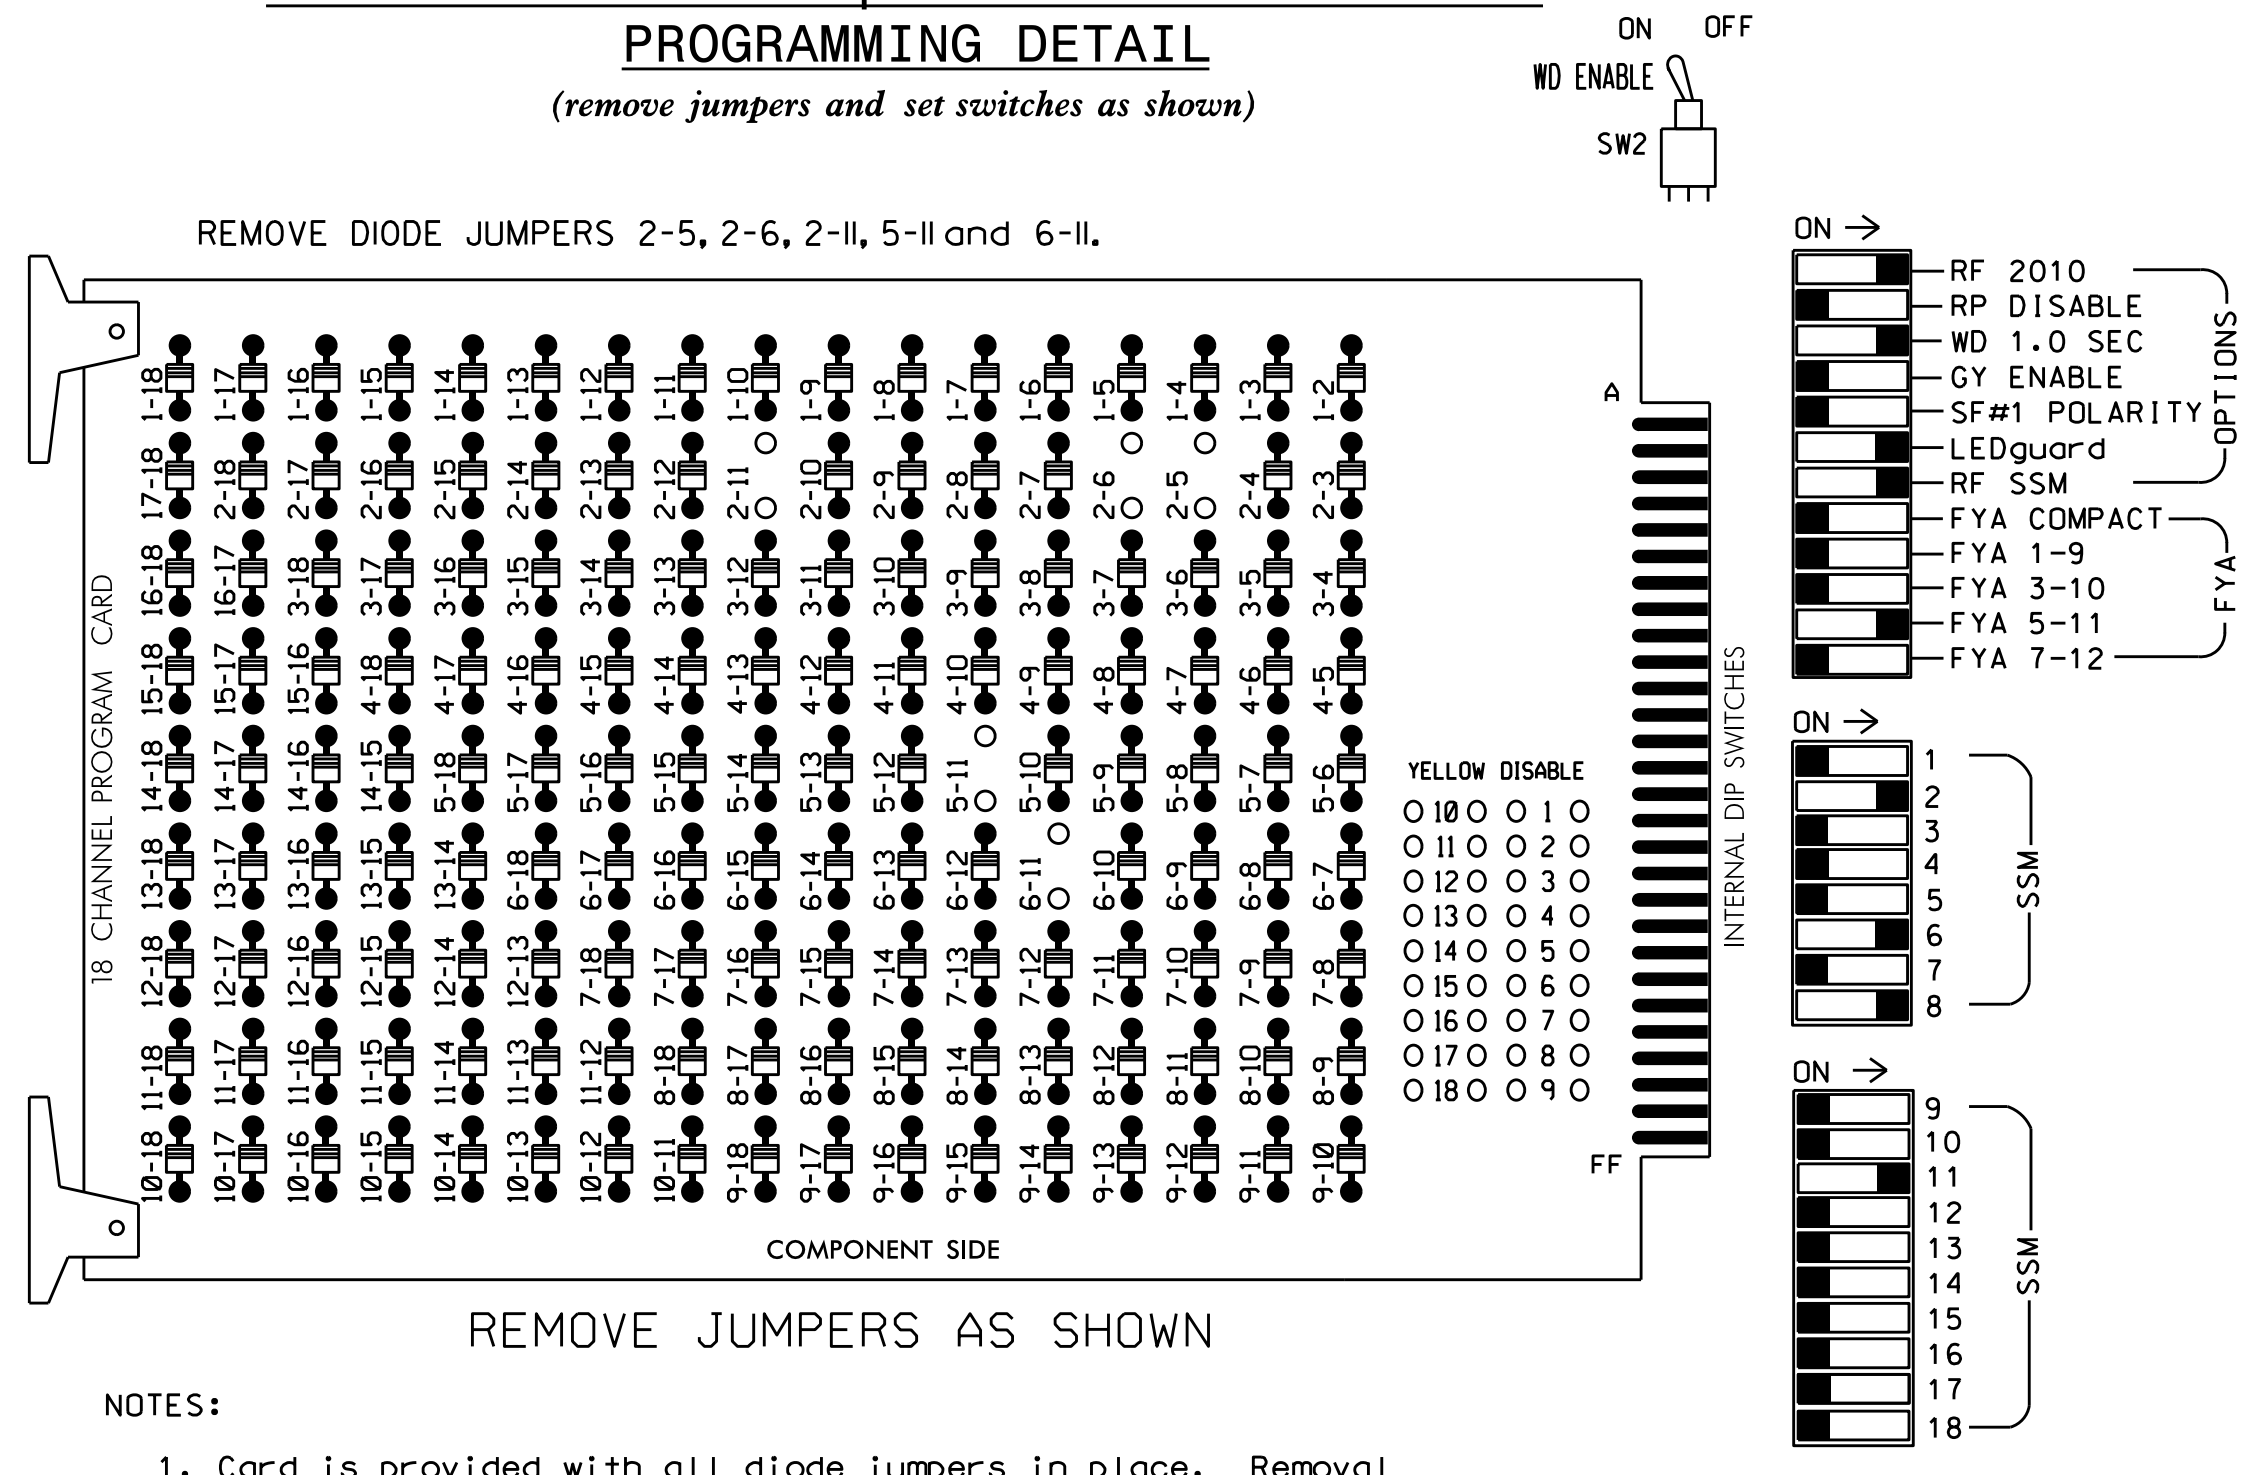 PROGRAMMING DETAIL
(remove jumpers and set switches as shown)
ON OFF
WD ENABLE
SW2
REMOVE DIODE JUMPERS 2-5, 2-6, 2-11, 5-11 and 6-11.
18 CHANNEL PROGRAM CARD
1-18 1-17 1-16 1-15 1-14 1-13 1-12 1-11 1-10 1-9 1-8 1-7 1-6 1-5 1-4 1-3 1-2
17-18 2-18 2-17 2-16 2-15 2-14 2-13 2-12 2-11 2-10 2-9 2-8 2-7 2-6 2-5 2-4 2-3
16-18 16-17 3-18 3-17 3-16 3-15 3-14 3-13 3-12 3-11 3-10 3-9 3-8 3-7 3-6 3-5 3-4
15-18 15-17 15-16 4-18 4-17 4-16 4-15 4-14 4-13 4-12 4-11 4-10 4-9 4-8 4-7 4-6 4-5
14-18 14-17 14-16 14-15 5-18 5-17 5-16 5-15 5-14 5-13 5-12 5-11 5-10 5-9 5-8 5-7 5-6
13-18 13-17 13-16 13-15 13-14 6-18 6-17 6-16 6-15 6-14 6-13 6-12 6-11 6-10 6-9 6-8 6-7
12-18 12-17 12-16 12-15 12-14 12-13 7-18 7-17 7-16 7-15 7-14 7-13 7-12 7-11 7-10 7-9 7-8
11-18 11-17 11-16 11-15 11-14 11-13 11-12 8-18 8-17 8-16 8-15 8-14 8-13 8-12 8-11 8-10 8-9
10-18 10-17 10-16 10-15 10-14 10-13 10-12 10-11 9-18 9-17 9-16 9-15 9-14 9-13 9-12 9-11 9-10
YELLOW DISABLE
10 1
11 2
12 3
13 4
14 5
15 6
16 7
17 8
18 9
A
FF
COMPONENT SIDE
INTERNAL DIP SWITCHES
ON
RF 2010
RP DISABLE
WD 1.0 SEC
GY ENABLE
SF#1 POLARITY
LEDguard
RF SSM
OPTIONS
FYA COMPACT
FYA 1-9
FYA 3-10
FYA 5-11
FYA 7-12
FYA
ON
1
2
3
4
5
6
7
8
SSM
ON
9
10
11
12
13
14
15
16
17
18
SSM
REMOVE JUMPERS AS SHOWN
NOTES:
1. Card is provided with all diode jumpers in place. Removal